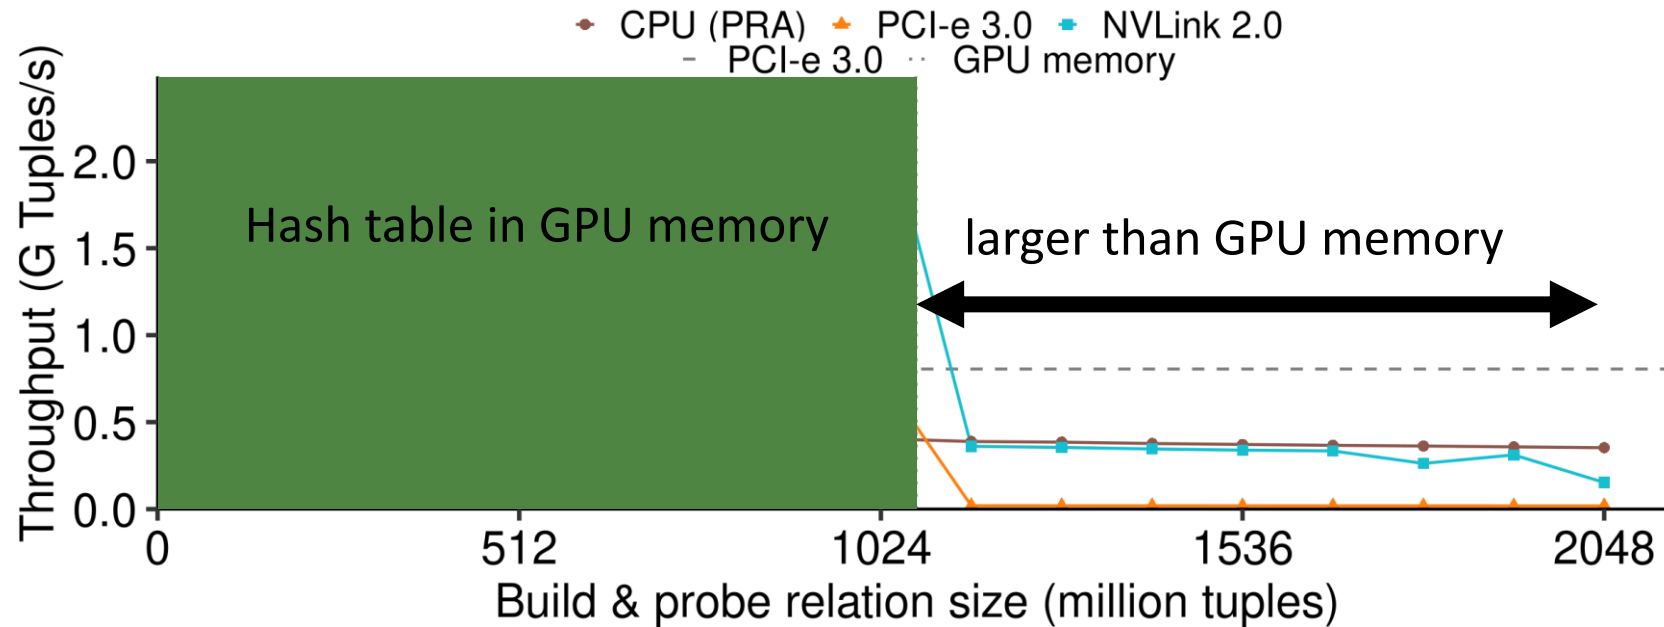 CPU (PRA) PCI-e 3.0 NVLink 2.0
PCI-e 3.0 GPU memory
Throughput (G Tuples/s)
2.0
1.5
1.0
0.5
0.0
Hash table in GPU memory
larger than GPU memory
0 512 1024 1536 2048
Build & probe relation size (million tuples)